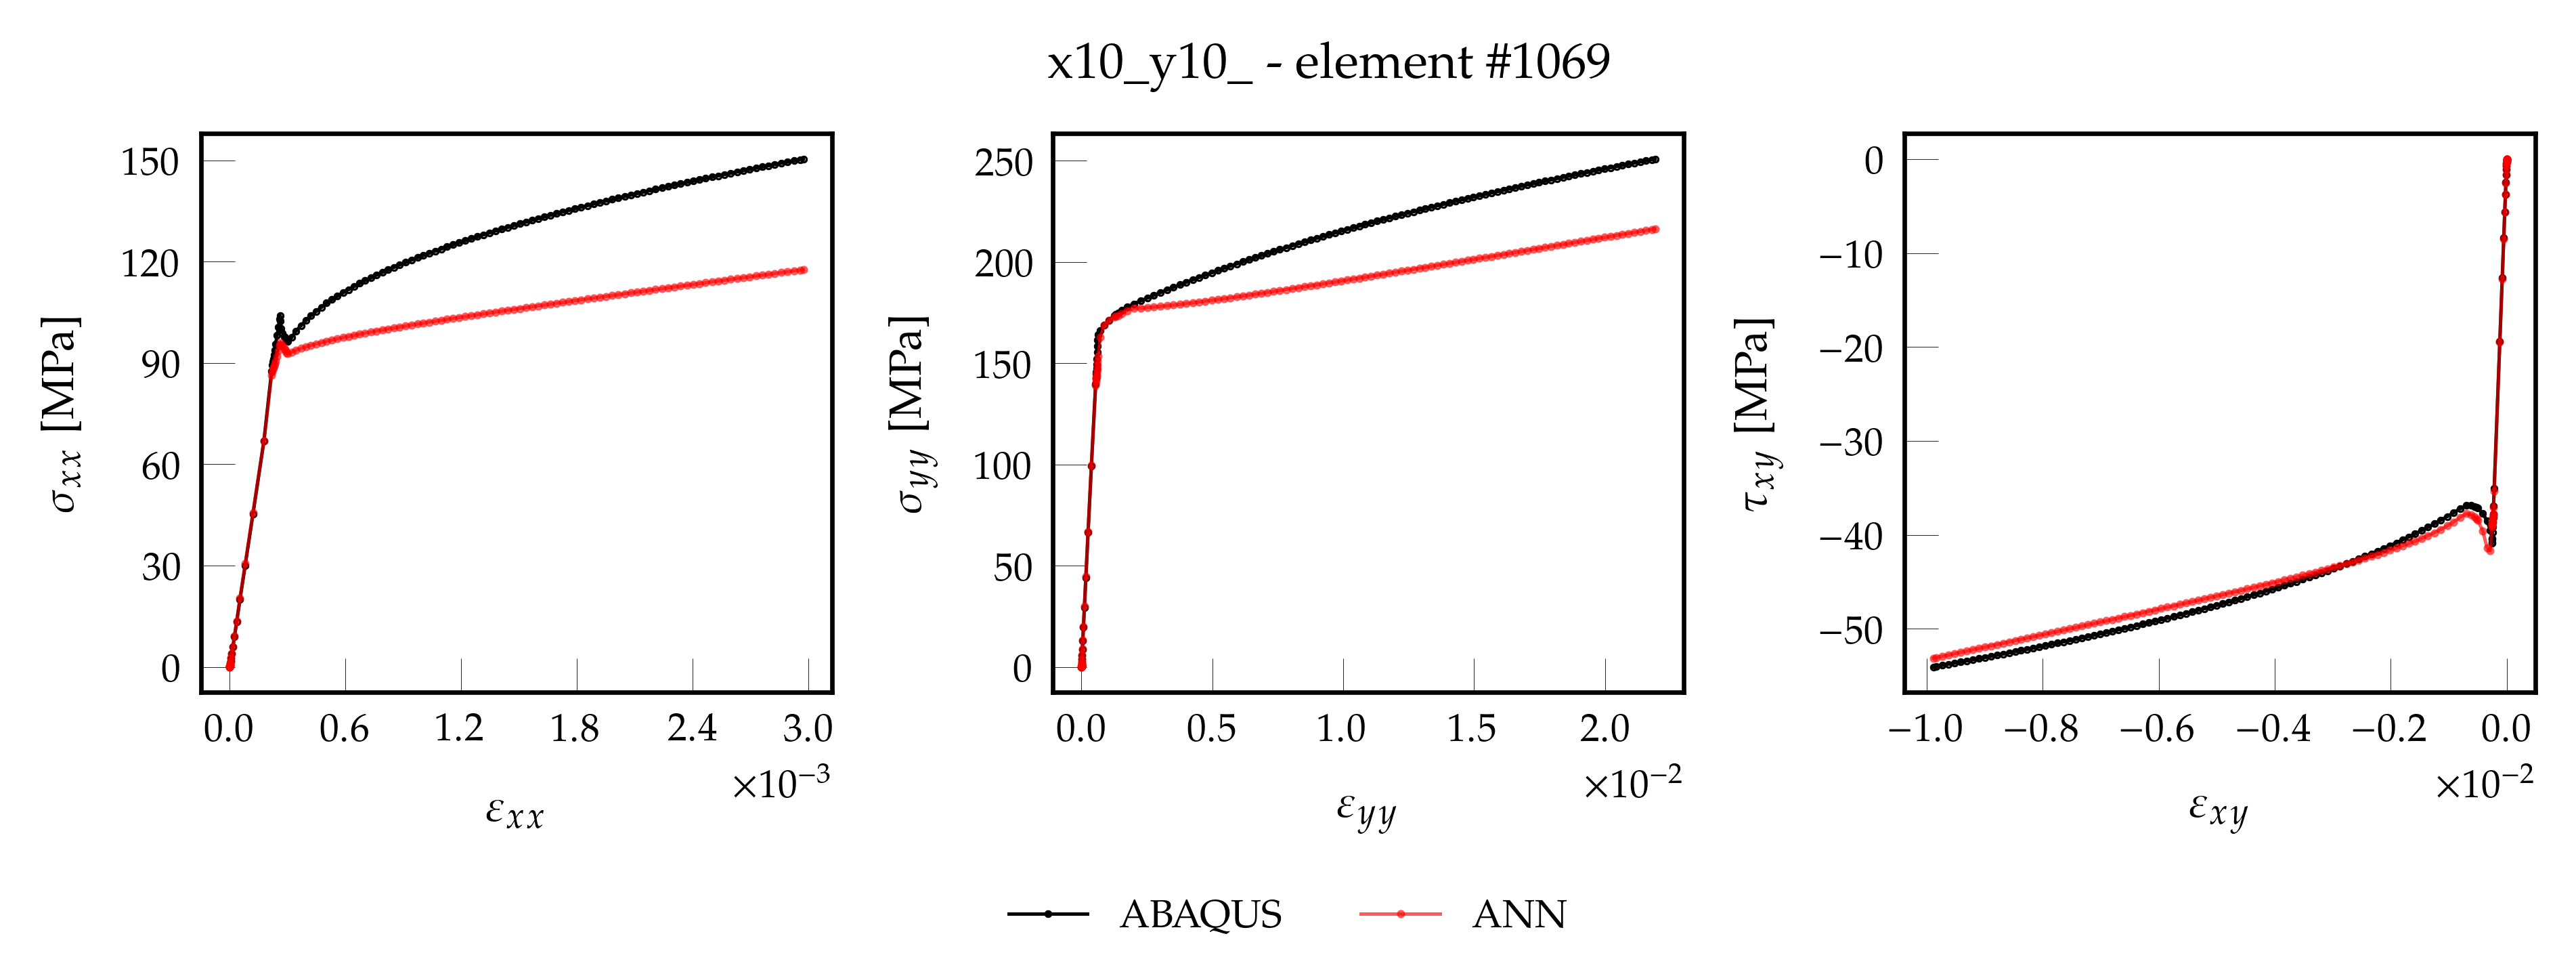 x10_y10_ - element #1069
σxx [MPa]
150
120
90
60
30
0
0.0 0.6 1.2 1.8 2.4 3.0
×10−3
εxx
σyy [MPa]
250
200
150
100
50
0
0.0 0.5 1.0 1.5 2.0
×10−2
εyy
τxy [MPa]
0
−10
−20
−30
−40
−50
−1.0 −0.8 −0.6 −0.4 −0.2 0.0
×10−2
εxy
ABAQUS ANN